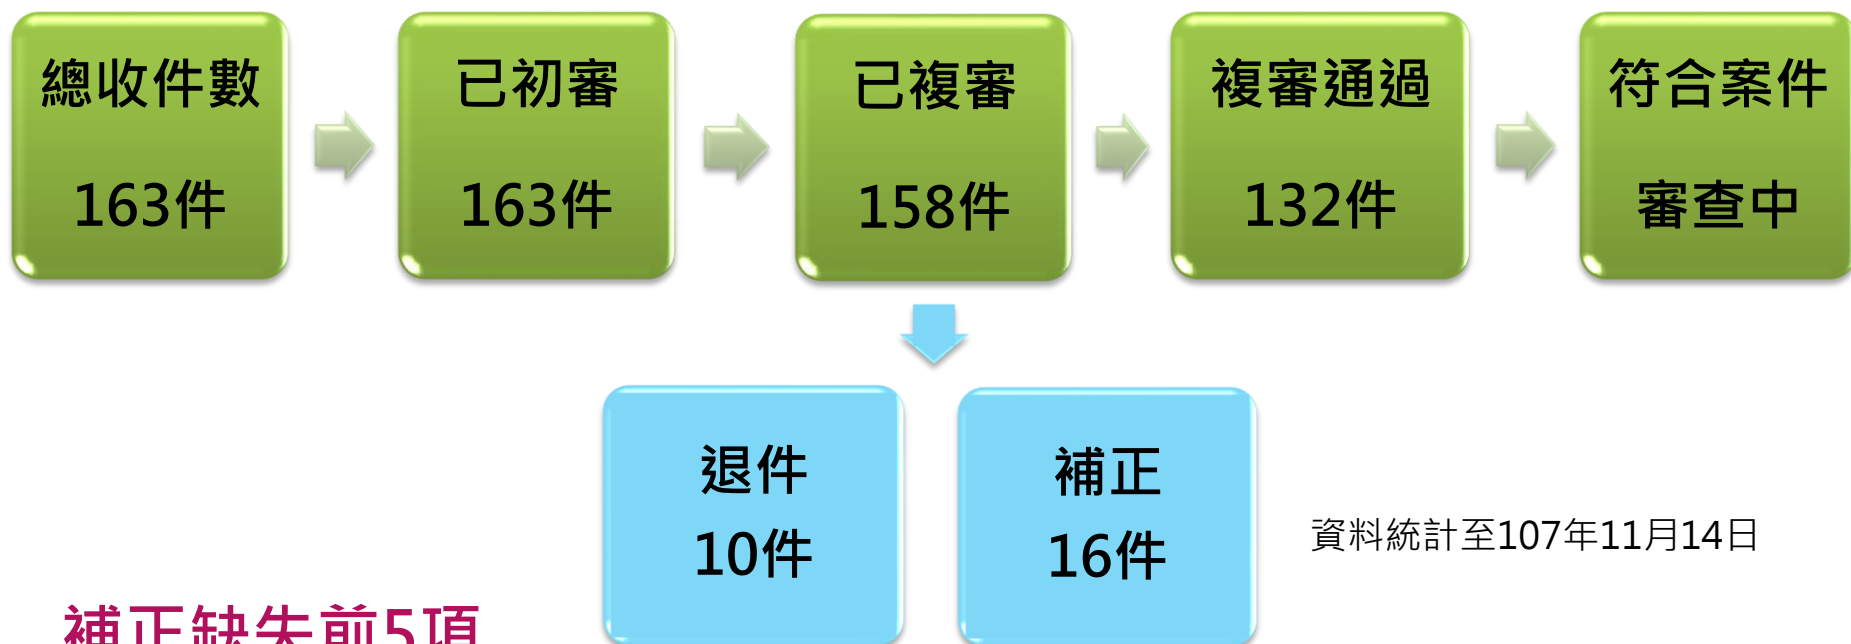 總收件數
163件
已初審
163件
已複審
158件
複審通過
132件
符合案件
審查中
退件
10件
補正
16件
資料統計至107年11月14日
補正缺失前5項